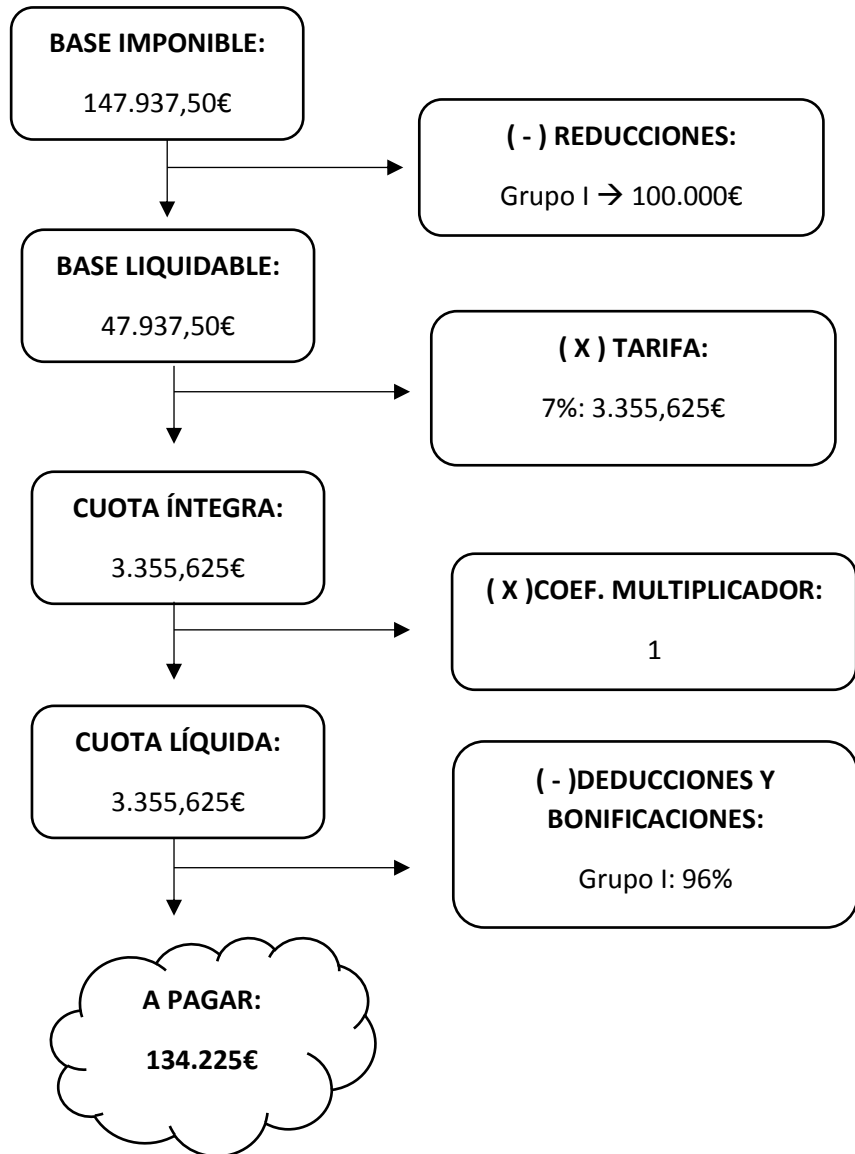 BASE IMPONIBLE:
147.937,50€
( - ) REDUCCIONES:
Grupo I → 100.000€
BASE LIQUIDABLE:
47.937,50€
( X ) TARIFA:
7%: 3.355,625€
CUOTA ÍNTEGRA:
3.355,625€
( X )COEF. MULTIPLICADOR:
1
CUOTA LÍQUIDA:
3.355,625€
( - )DEDUCCIONES Y
BONIFICACIONES:
Grupo I: 96%
A PAGAR:
134.225€